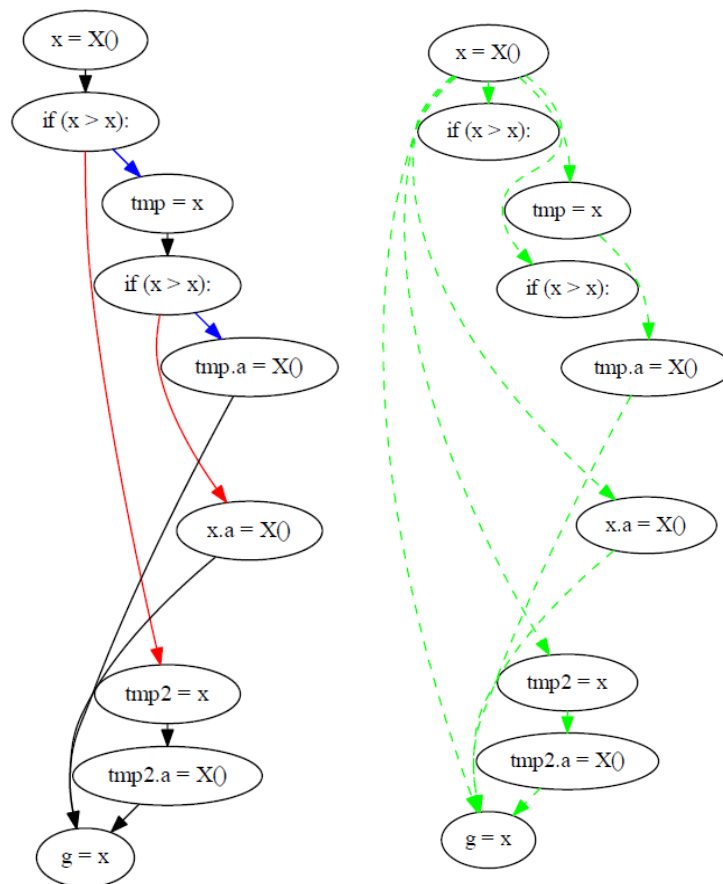 x = X()
if (x > x):
tmp = x
if (x > x):
tmp.a = X()
x.a = X()
tmp2 = x
tmp2.a = X()
g = x
x = X()
if (x > x):
tmp = x
if (x > x):
tmp.a = X()
x.a = X()
tmp2 = x
tmp2.a = X()
g = x